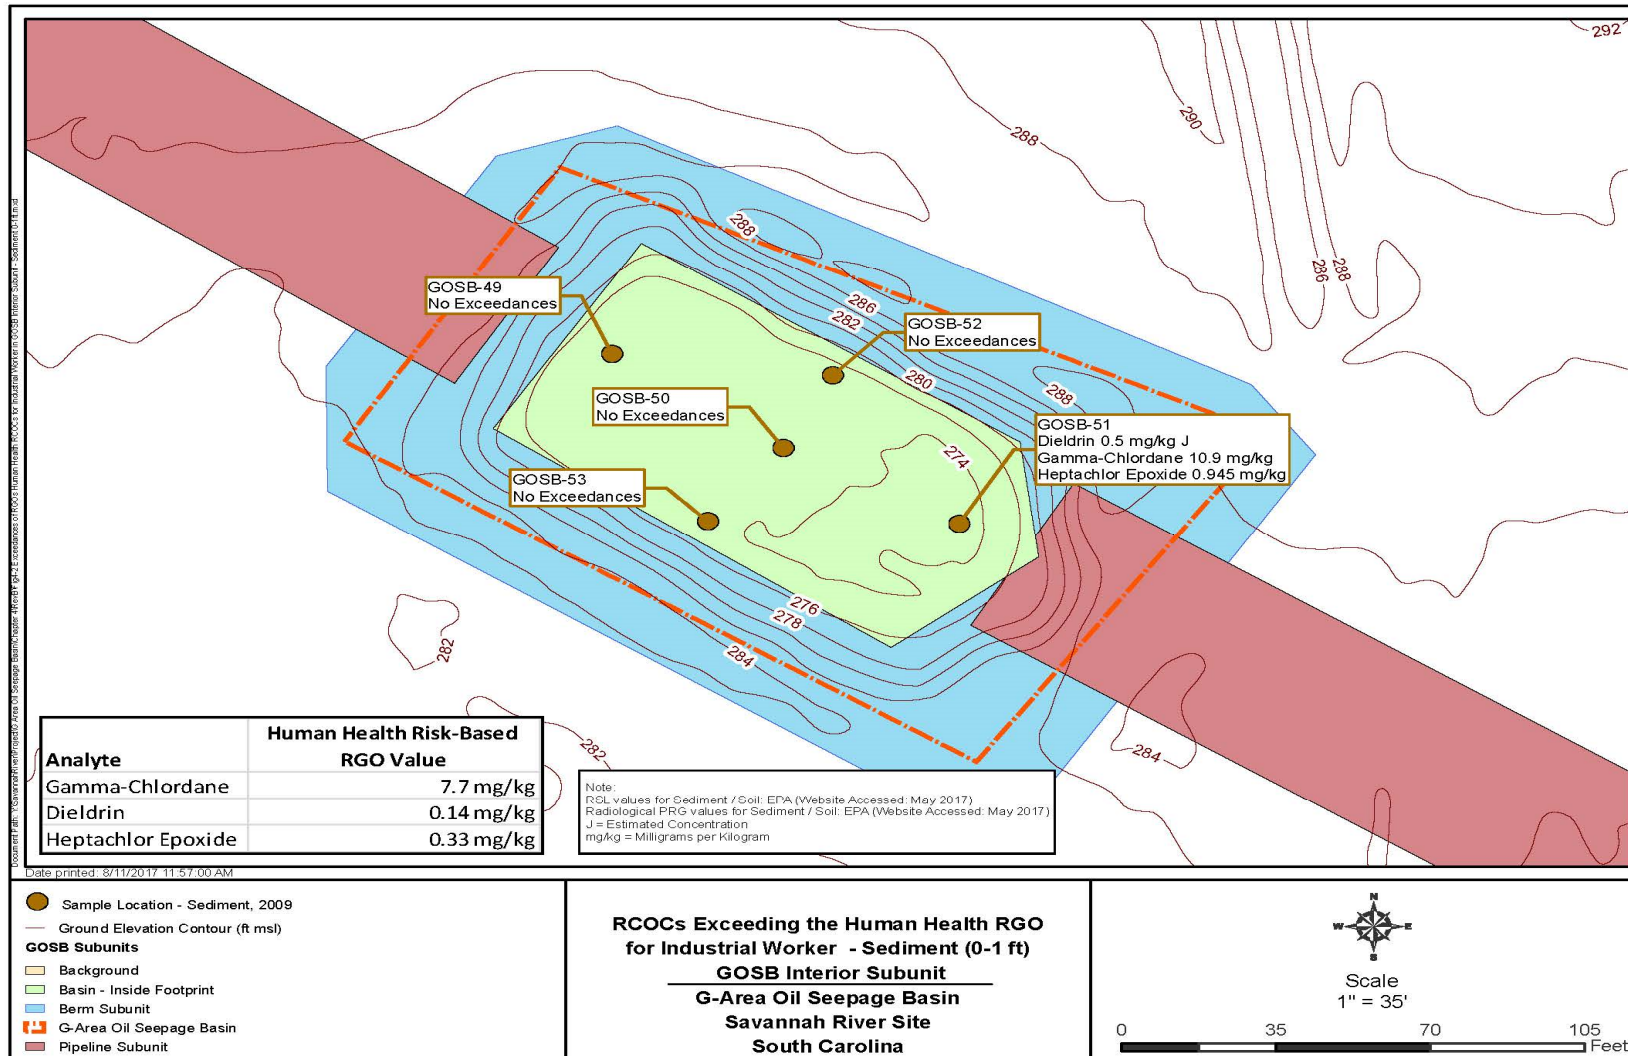 292
290
288
288
286
288
286
282
280
288
274
276
278
284
282
282
284
GOSB-49
No Exceedances
GOSB-52
No Exceedances
GOSB-50
No Exceedances
GOSB-51
Dieldrin 0.5 mg/kg J
Gamma-Chlordane 10.9 mg/kg
Heptachlor Epoxide 0.945 mg/kg
GOSB-53
No Exceedances
Analyte Human Health Risk-Based RGO Value
Gamma-Chlordane 7.7 mg/kg
Dieldrin 0.14 mg/kg
Heptachlor Epoxide 0.33 mg/kg
Note:
RSL values for Sediment / Soil: EPA (Website Accessed: May 2017)
Radiological PRG values for Sediment / Soil: EPA (Website Accessed: May 2017)
J = Estimated Concentration
mg/kg = Milligrams per Kilogram
Date printed: 8/11/2017 11:57:00 AM
Sample Location - Sediment, 2009
Ground Elevation Contour (ft msl)
GOSB Subunits
Background
Basin - Inside Footprint
Berm Subunit
G-Area Oil Seepage Basin
Pipeline Subunit
RCOCs Exceeding the Human Health RGO
for Industrial Worker - Sediment (0-1 ft)
GOSB Interior Subunit
G-Area Oil Seepage Basin
Savannah River Site
South Carolina
N
W E
S
Scale
1" = 35'
0 35 70 105
Feet